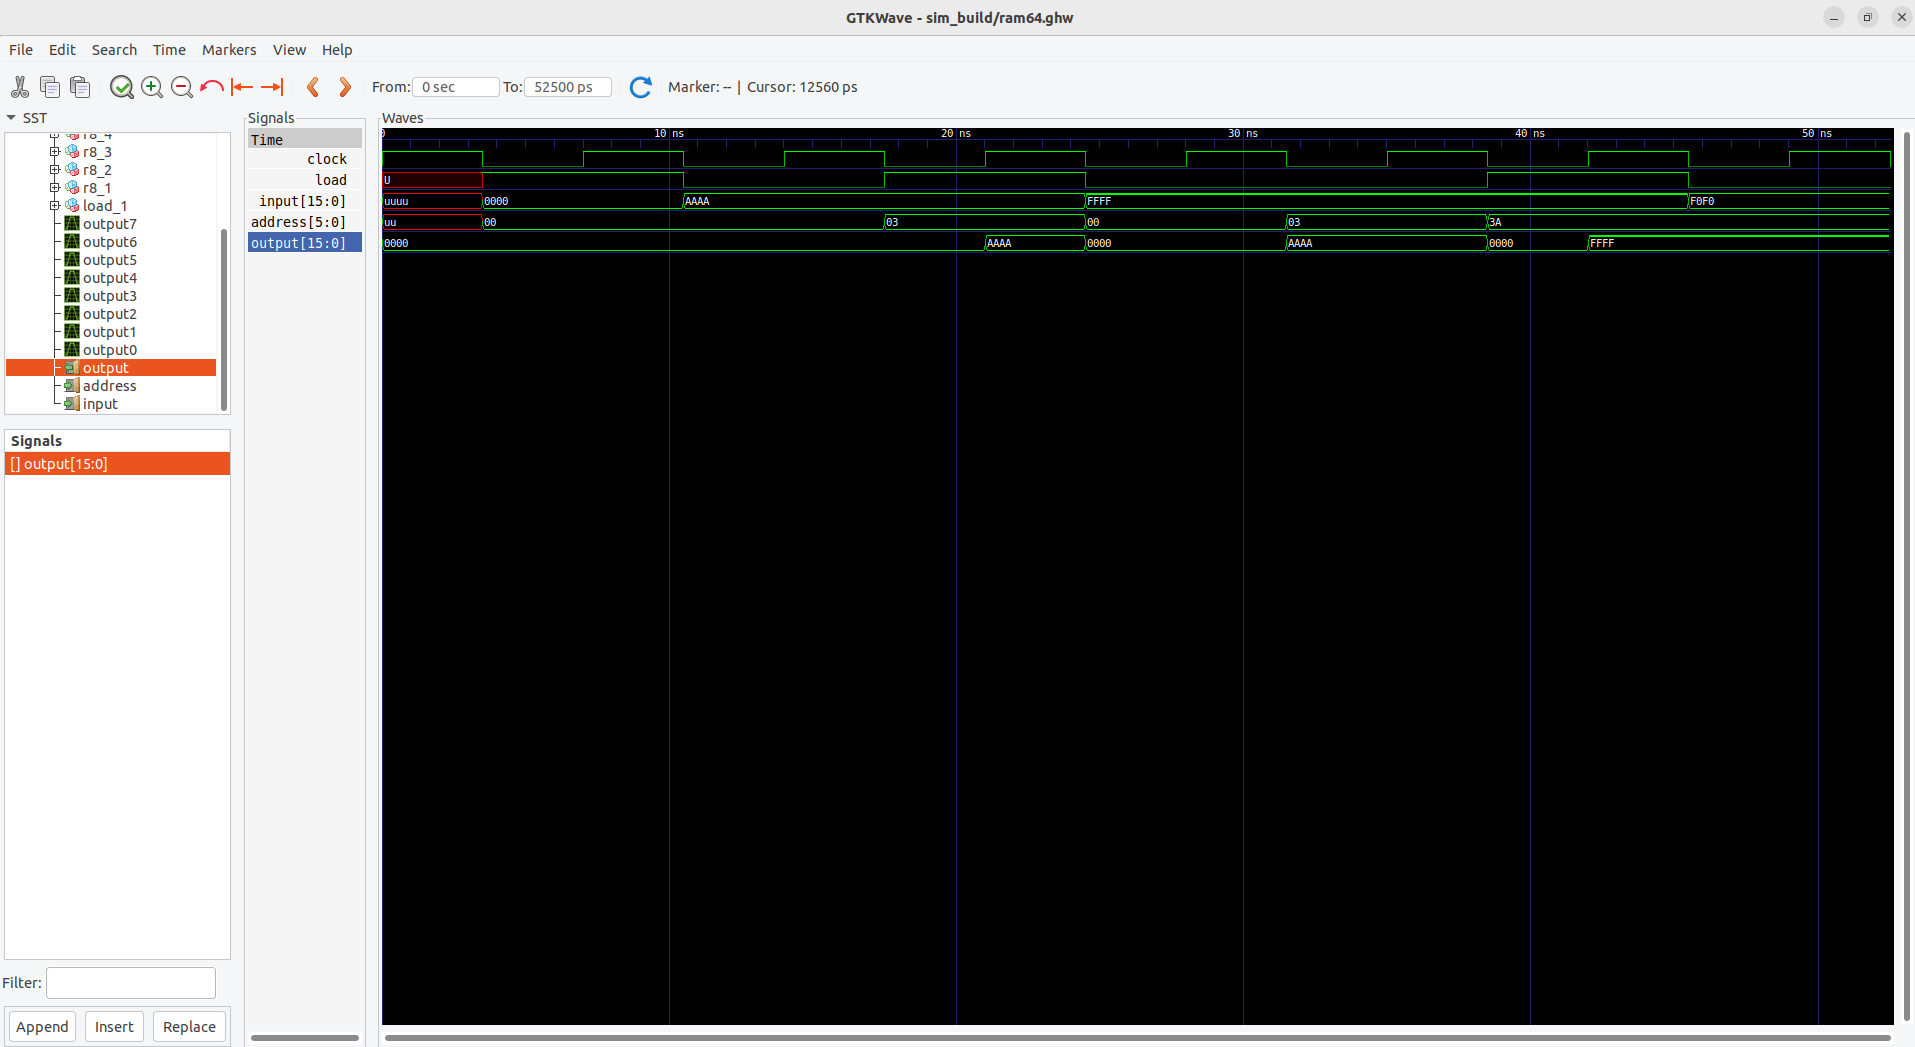 GTKWave - sim_build/ram64.ghw
File Edit Search Time Markers View Help
From: 0 sec To: 52500 ps Marker: -- | Cursor: 12560 ps
SST
r8_4
r8_3
r8_2
r8_1
load_1
output7
output6
output5
output4
output3
output2
output1
output0
output
address
input
Signals
[] output[15:0]
Filter:
Append Insert Replace
Signals
Time
clock
load
input[15:0]
address[5:0]
output[15:0]
Waves
0 10 ns 20 ns 30 ns 40 ns 50 ns
U
uuuu 0000 AAAA FFFF F0F0
uu 00 03 00 03 3A
0000 AAAA 0000 AAAA 0000 FFFF